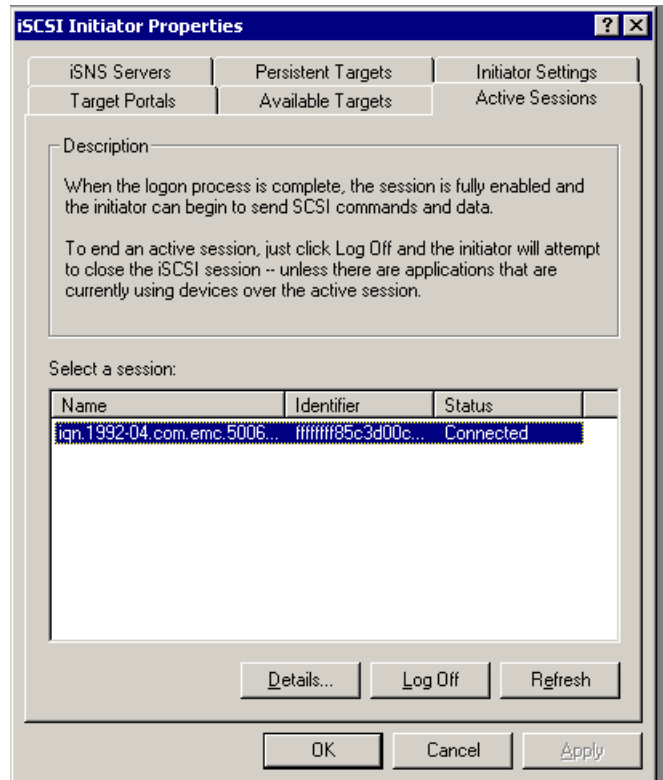 iSCSI Initiator Properties
iSNS Servers Persistent Targets Initiator Settings
Target Portals Available Targets Active Sessions
Description
When the logon process is complete, the session is fully enabled and
the initiator can begin to send SCSI commands and data.
To end an active session, just click Log Off and the initiator will attempt
to close the iSCSI session -- unless there are applications that are
currently using devices over the active session.
Select a session:
Name Identifier Status
iqn.1992-04.com.emc.5006... ffffffff85c3d00c... Connected
Details... Log Off Refresh
OK Cancel Apply